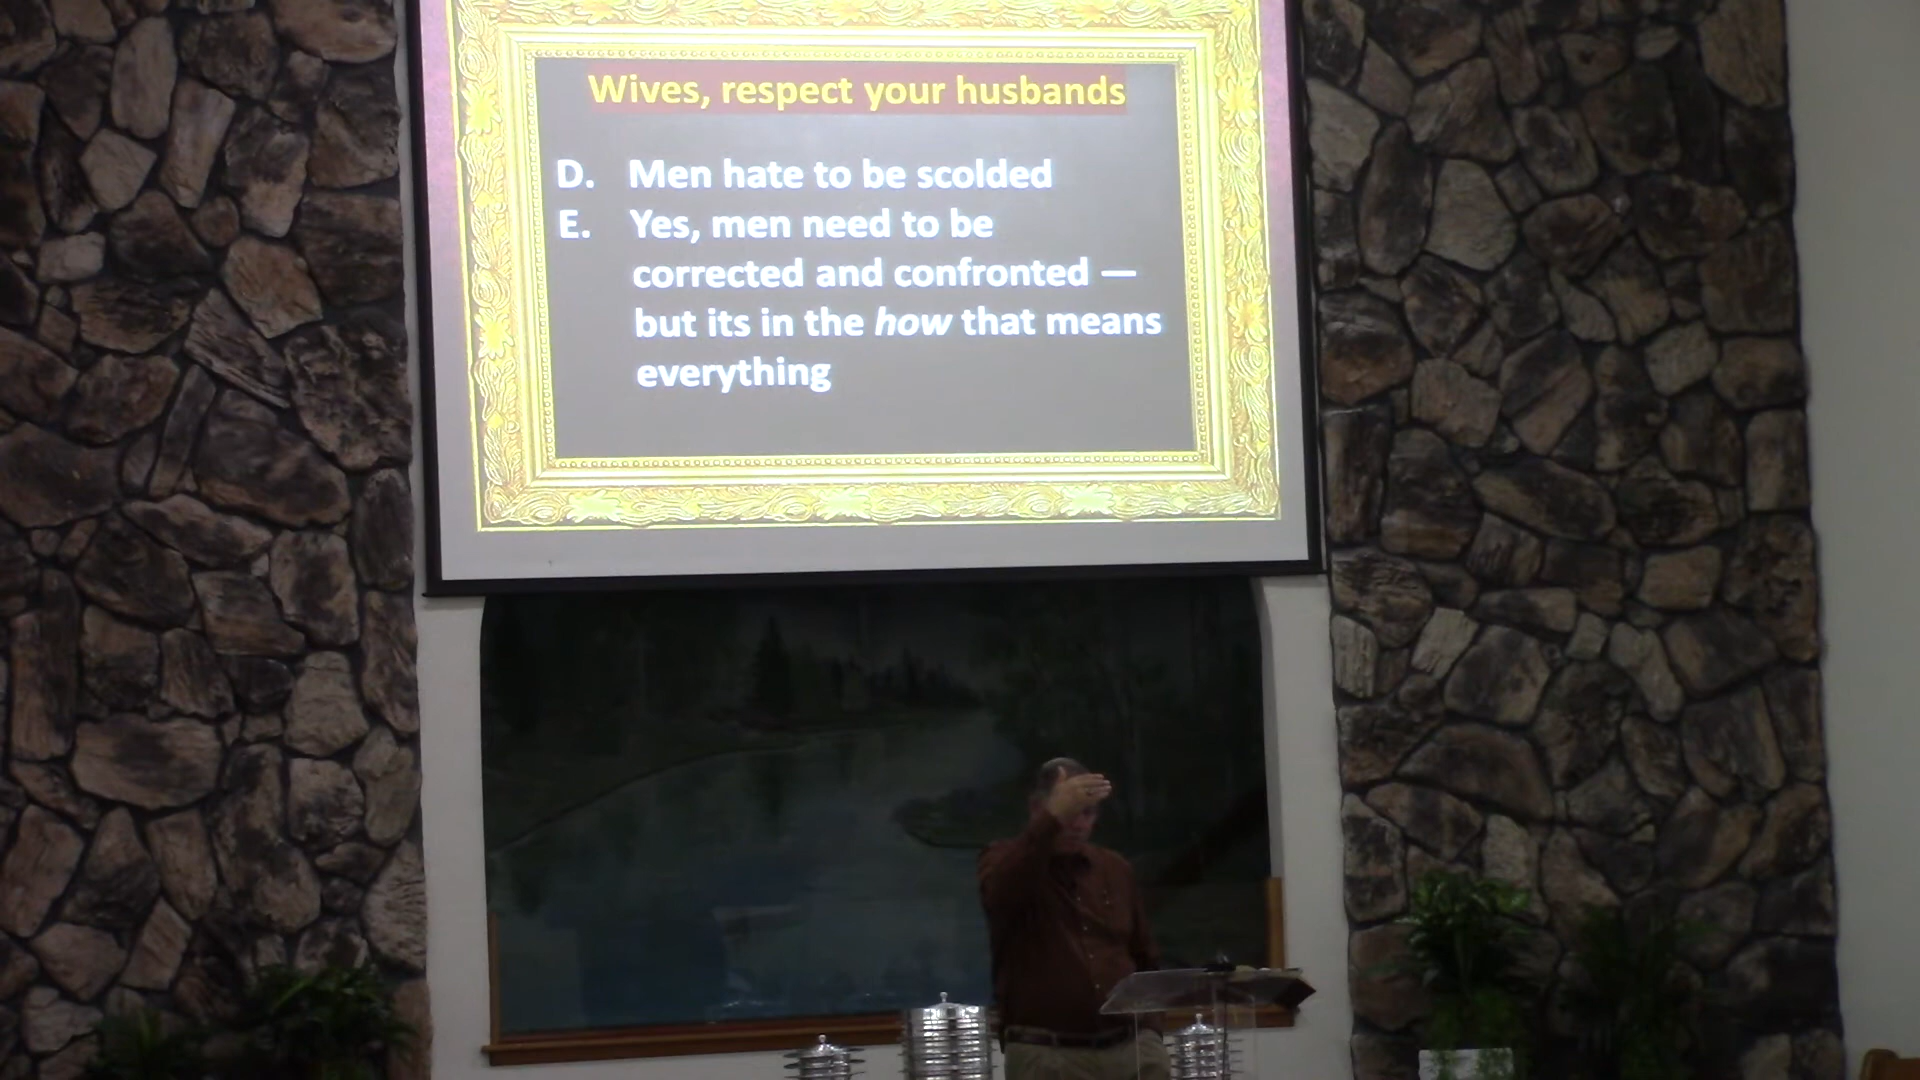 Wives, respect your husbands
D. Men hate to be scolded
E. Yes, men need to be
corrected and confronted —
but its in the how that means
everything